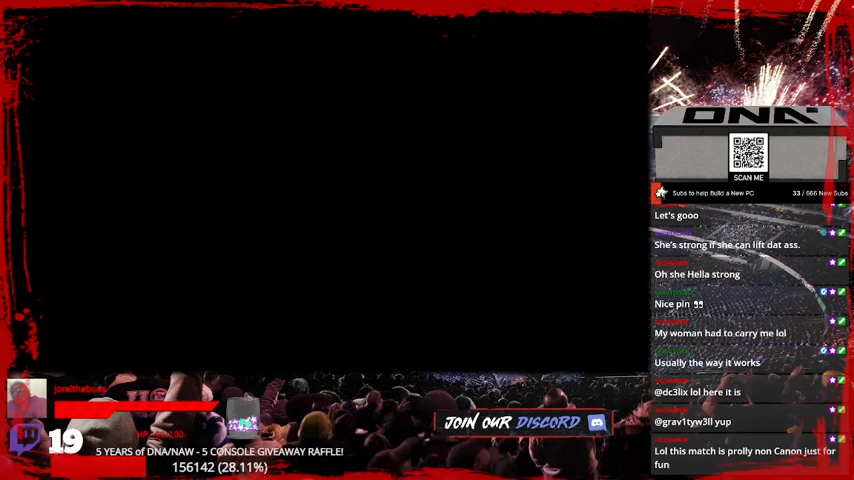 DNA
SCAN ME
Subs to help Build a New PC 33 / 666 New Subs
Let's gooo
She's strong if she can lift dat ass.
Oh she Hella strong
Nice pin 👀
My woman had to carry me lol
Usually the way it works
@dc3lix lol here it is
@grav1tyw3ll yup
Lol this match is prolly non Canon just for
fun
joreltheboss
JOIN OUR DISCORD
19
5 YEARS of DNA/NAW - 5 CONSOLE GIVEAWAY RAFFLE!
156142 (28.11%)